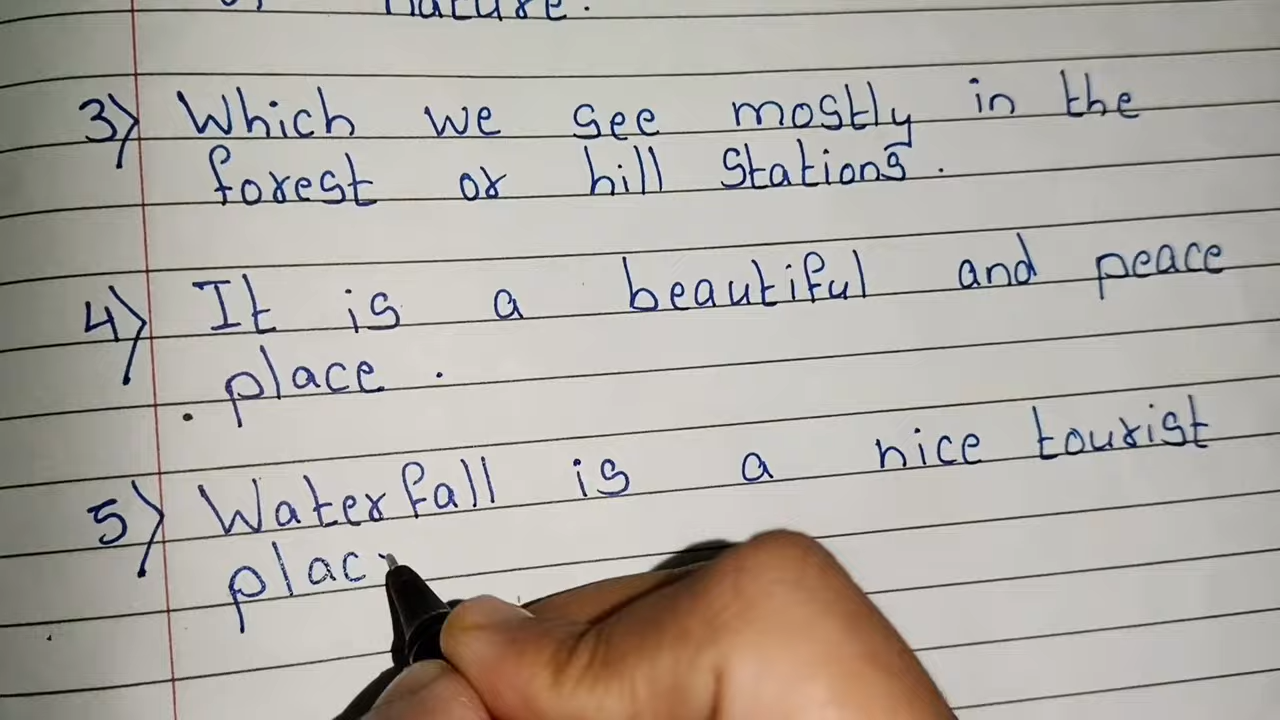 nature.
3) Which we see mostly in the
forest or hill stations.
4) It is a beautiful and peace
place.
5) Waterfall is a nice tourist
plac